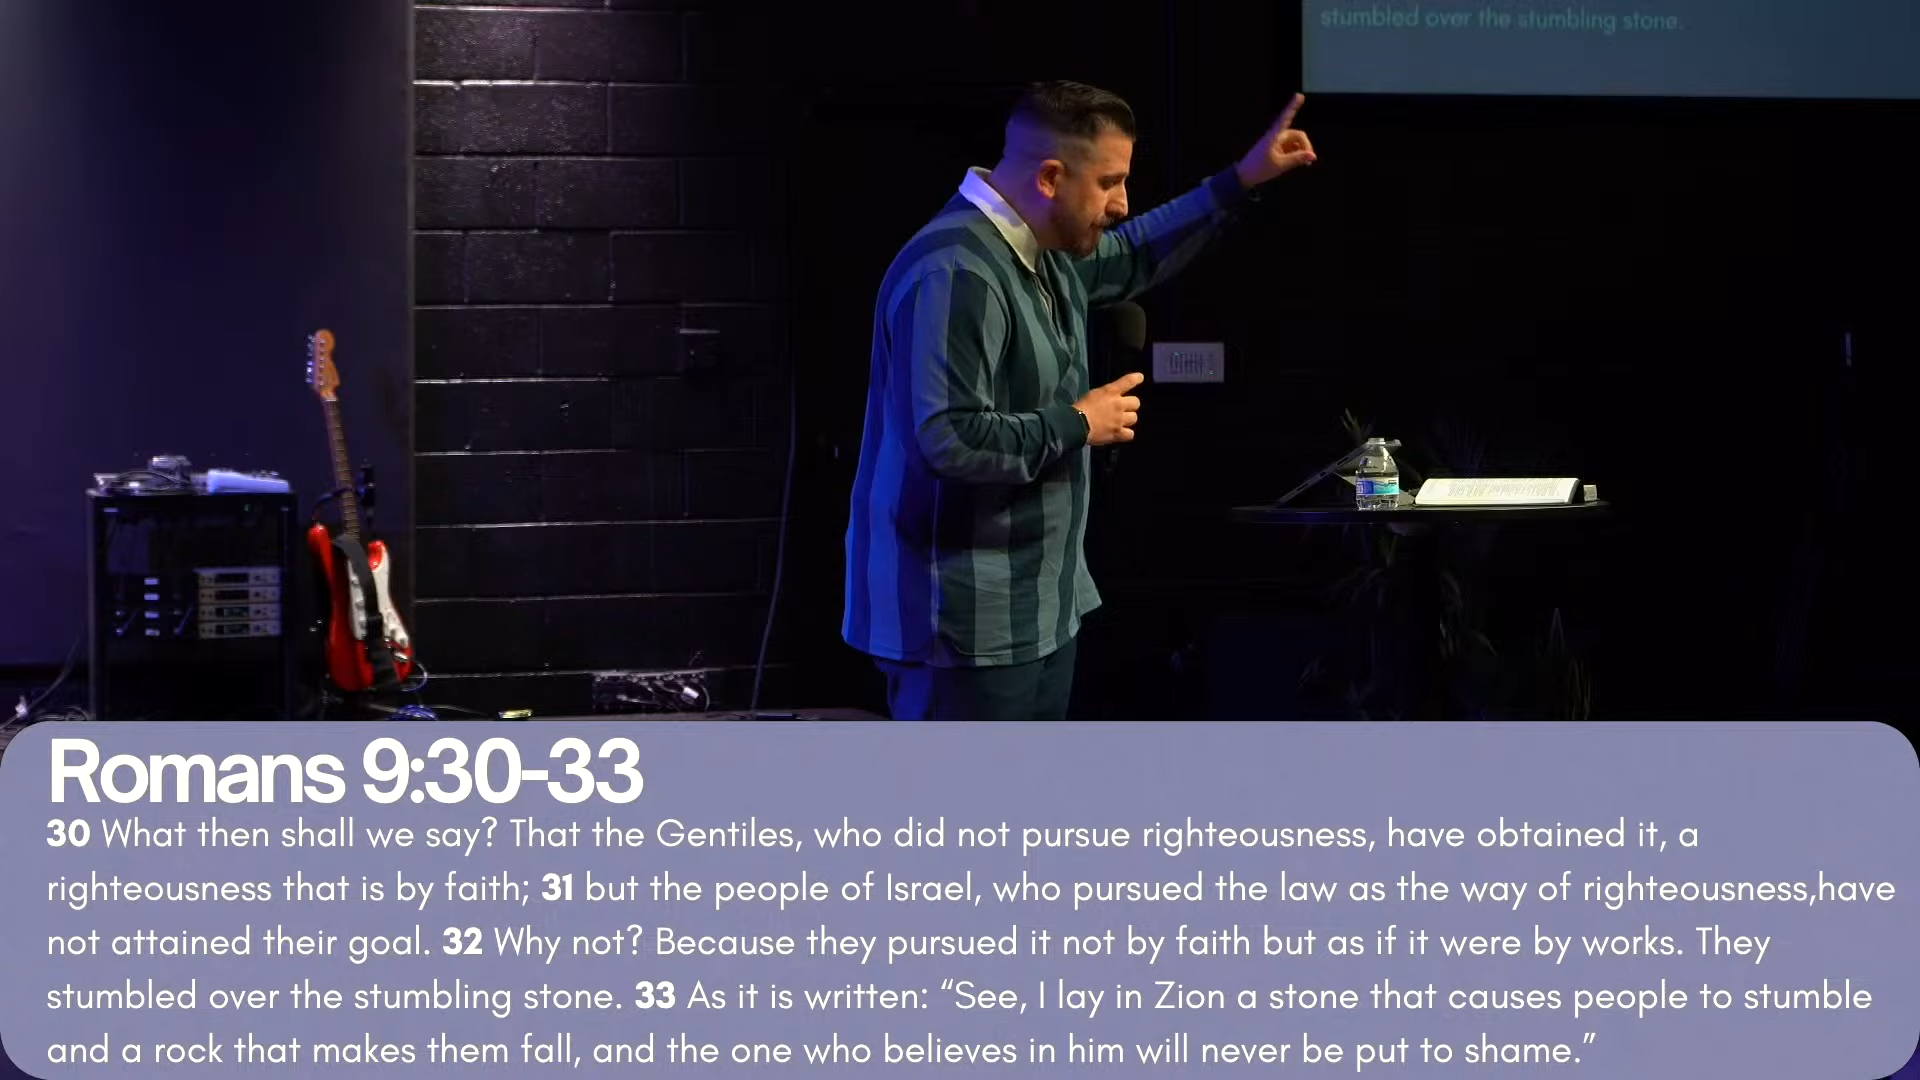 stumbled over the stumbling stone.
Romans 9:30-33
30 What then shall we say? That the Gentiles, who did not pursue righteousness, have obtained it, a
righteousness that is by faith; 31 but the people of Israel, who pursued the law as the way of righteousness,have
not attained their goal. 32 Why not? Because they pursued it not by faith but as if it were by works. They
stumbled over the stumbling stone. 33 As it is written: “See, I lay in Zion a stone that causes people to stumble
and a rock that makes them fall, and the one who believes in him will never be put to shame.”